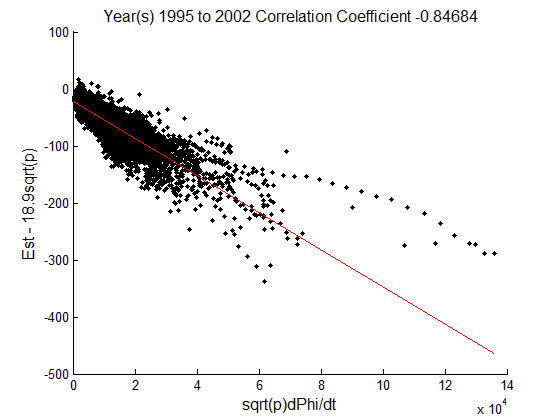 Year(s) 1995 to 2002 Correlation Coefficient -0.84684
100
0
-100
-200
-300
-400
-500
Est - 18.9sqrt(p)
0 2 4 6 8 10 12 14
sqrt(p)dPhi/dt
x 10^4